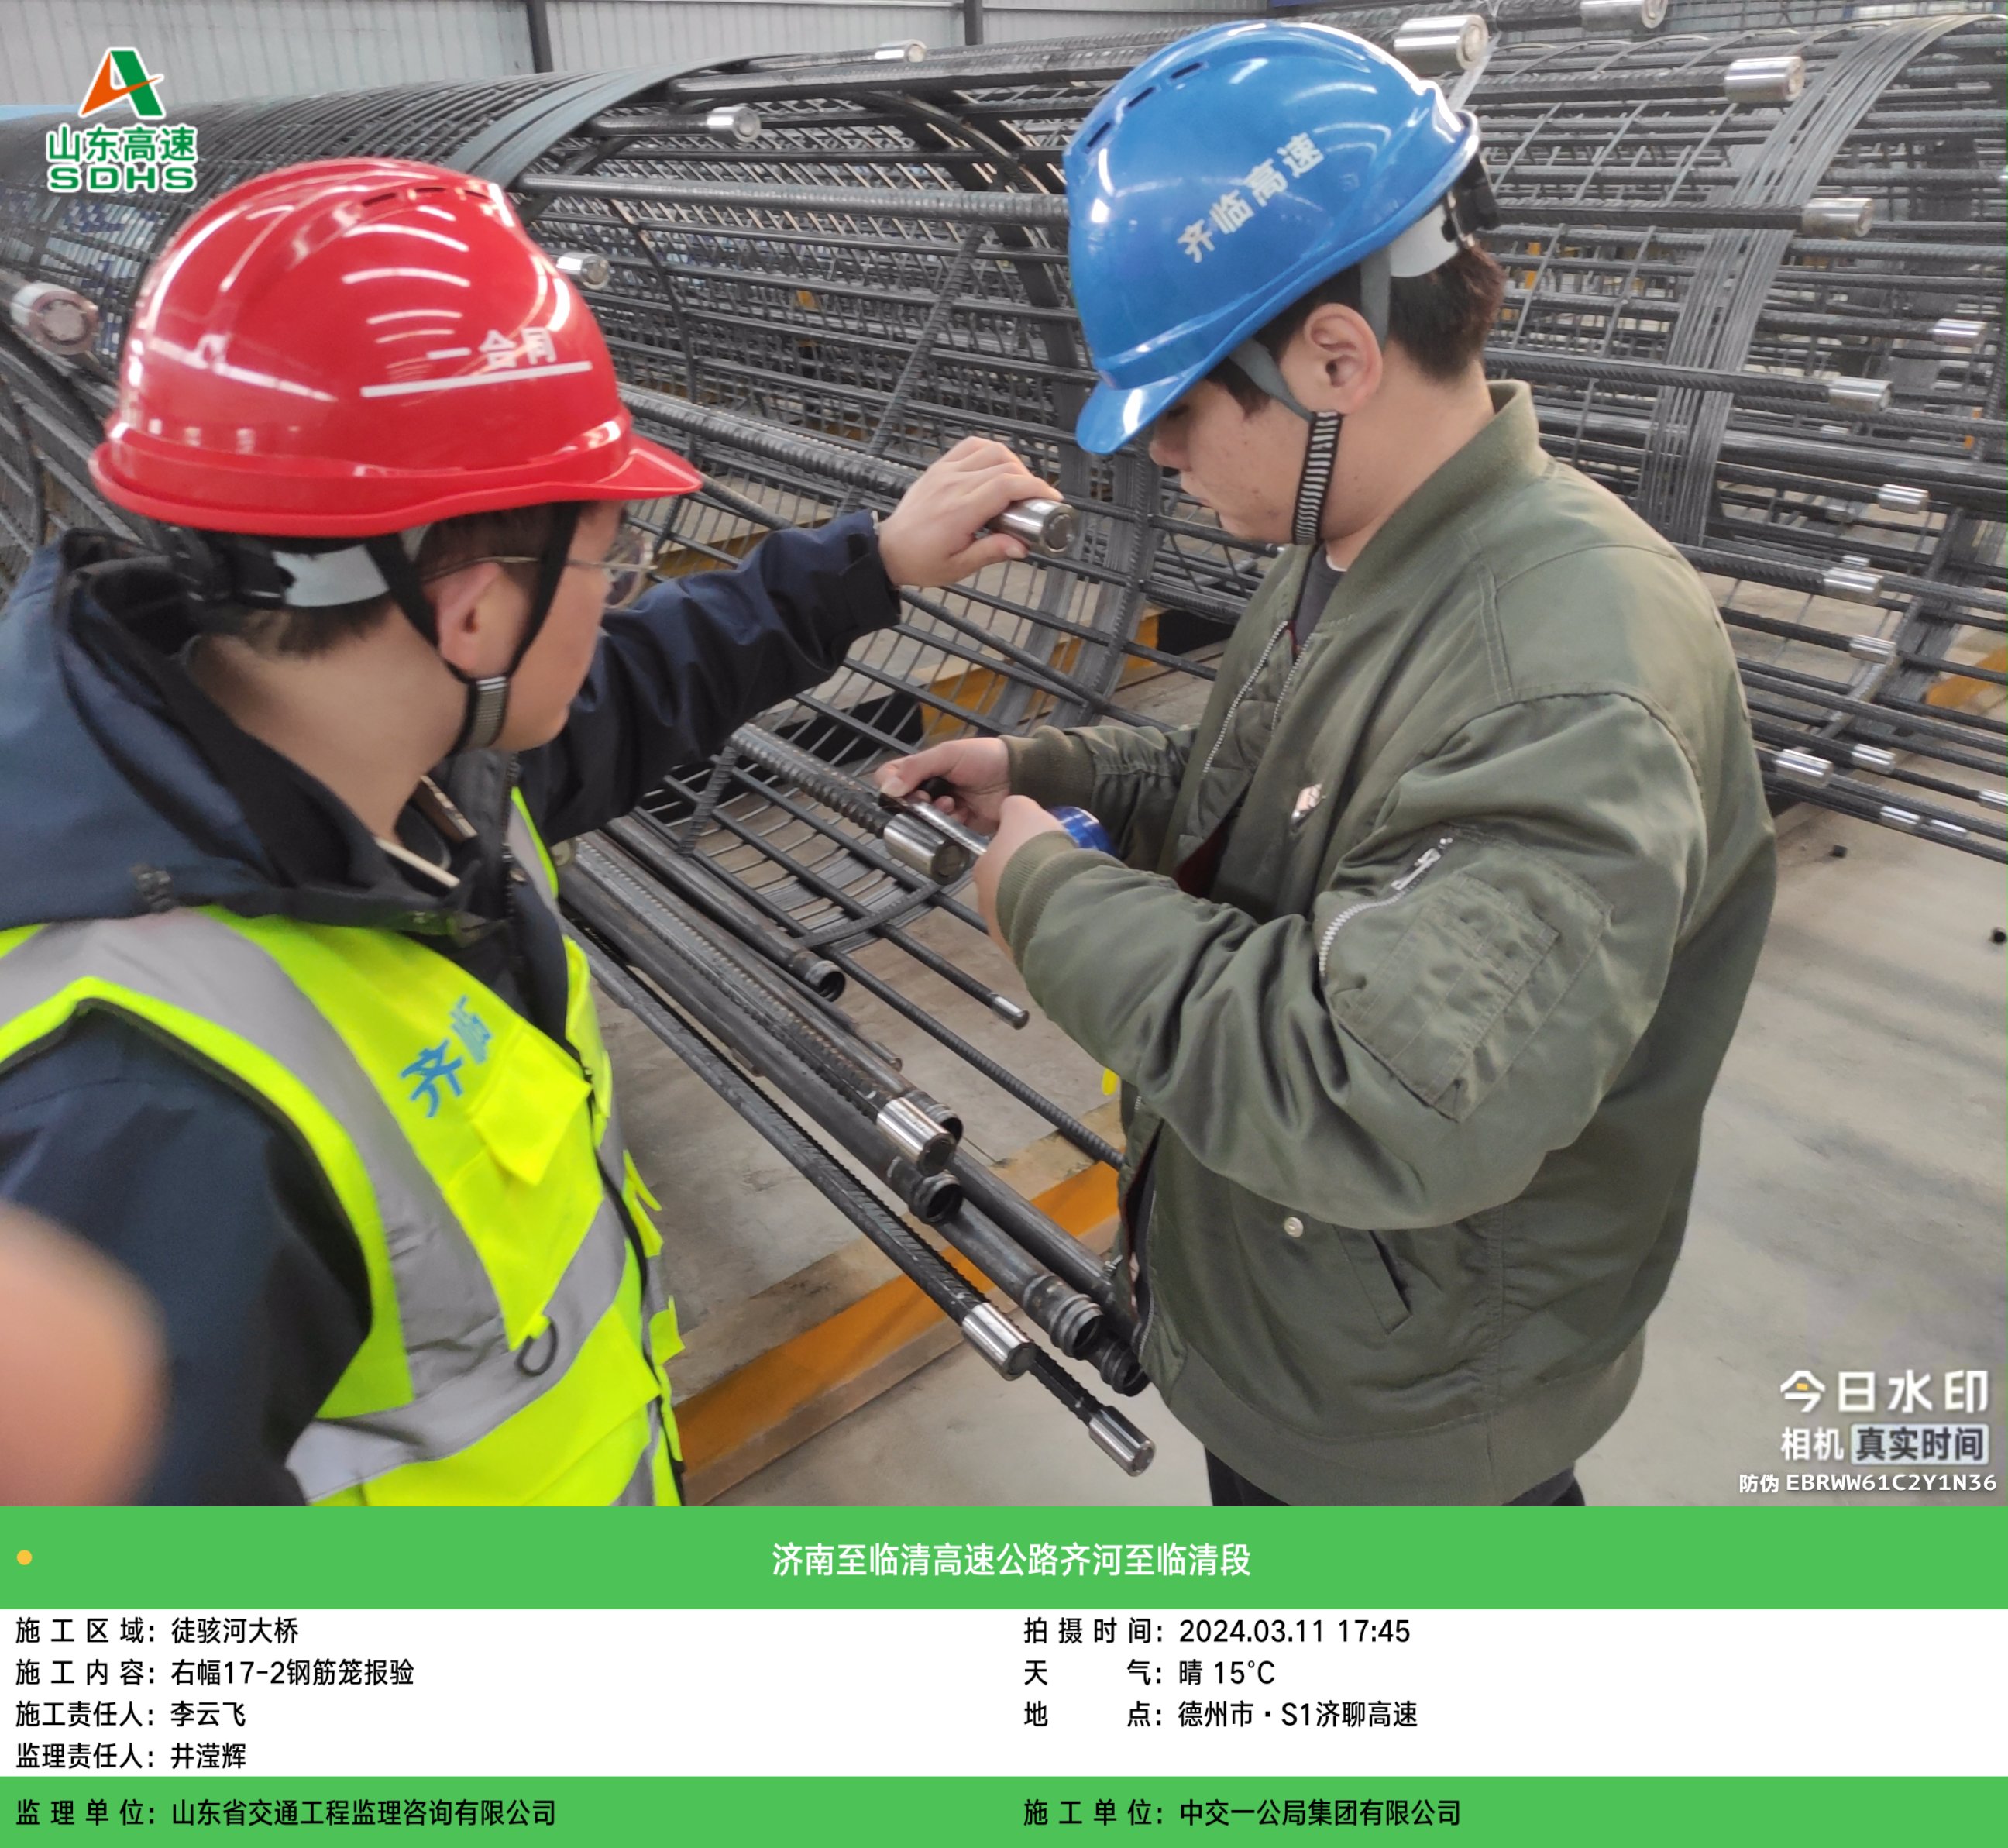 山东高速
SDHS
齐临高速
一合同
齐临
今日水印
相机 真实时间
防伪 EBRWW61C2Y1N36
济南至临清高速公路齐河至临清段
施工区域：徒骇河大桥
施工内容：右幅17-2钢筋笼报验
施工责任人：李云飞
监理责任人：井滢辉
拍摄时间：2024.03.11 17:45
天气：晴 15℃
地点：德州市·S1济聊高速
监理单位：山东省交通工程监理咨询有限公司
施工单位：中交一公局集团有限公司